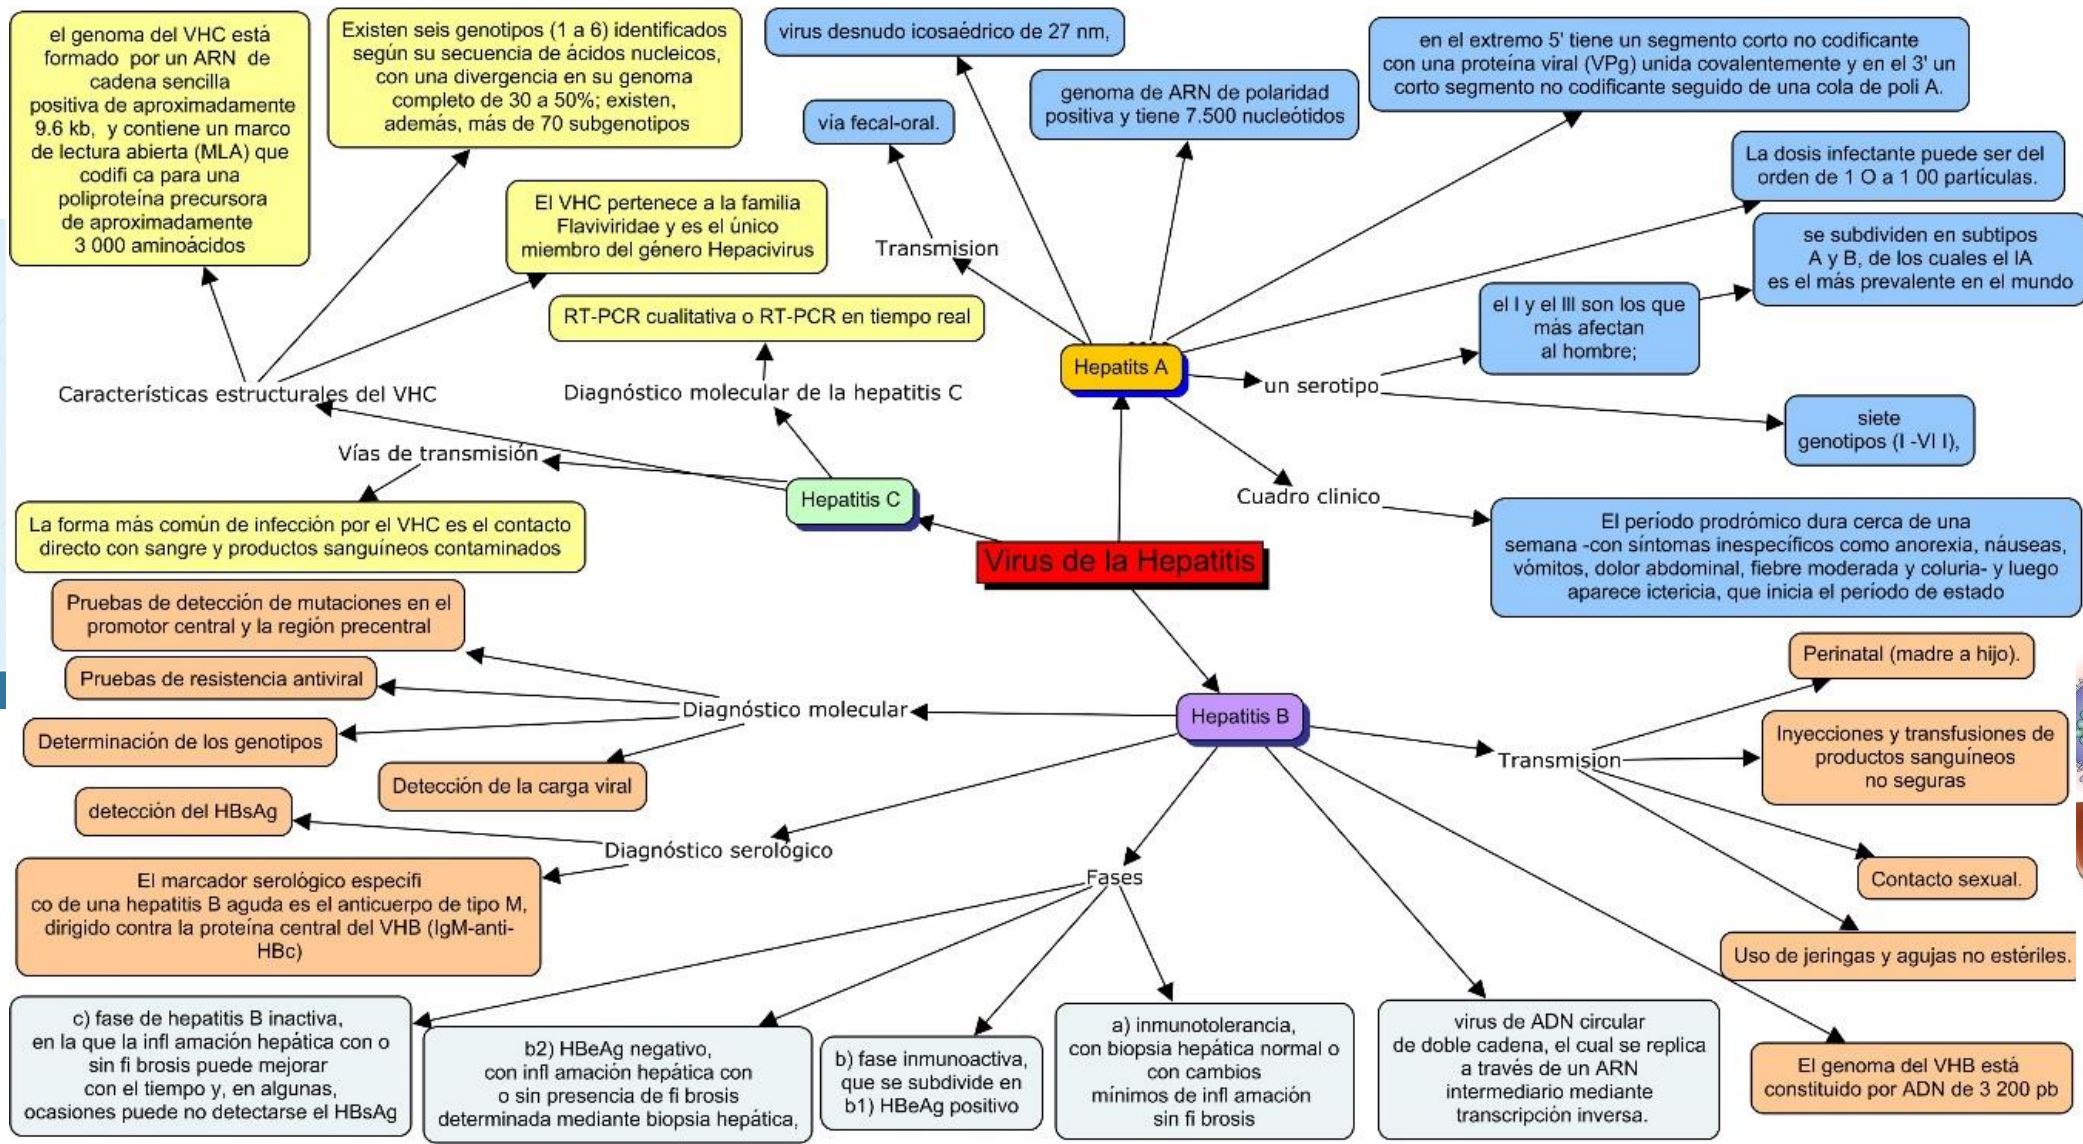 el genoma del VHC está
formado por un ARN de
cadena sencilla
positiva de aproximadamente
9.6 kb, y contiene un marco
de lectura abierta (MLA) que
codifi ca para una
poliproteína precursora
de aproximadamente
3 000 aminoácidos
Existen seis genotipos (1 a 6) identificados
según su secuencia de ácidos nucleicos,
con una divergencia en su genoma
completo de 30 a 50%; existen,
además, más de 70 subgenotipos
virus desnudo icosaédrico de 27 nm,
en el extremo 5' tiene un segmento corto no codificante
con una proteína viral (VPg) unida covalentemente y en el 3' un
corto segmento no codificante seguido de una cola de poli A.
vía fecal-oral.
genoma de ARN de polaridad
positiva y tiene 7.500 nucleótidos
La dosis infectante puede ser del
orden de 1 O a 1 00 partículas.
El VHC pertenece a la familia
Flaviviridae y es el único
miembro del género Hepacivirus
Transmision
se subdividen en subtipos
A y B, de los cuales el IA
es el más prevalente en el mundo
RT-PCR cualitativa o RT-PCR en tiempo real
el I y el III son los que
más afectan
al hombre;
Hepatits A
un serotipo
Características estructurales del VHC
Diagnóstico molecular de la hepatitis C
siete
genotipos (I -VI I),
Vías de transmisión
Hepatitis C
Cuadro clinico
La forma más común de infección por el VHC es el contacto
directo con sangre y productos sanguíneos contaminados
Virus de la Hepatitis
El período prodrómico dura cerca de una
semana -con síntomas inespecíficos como anorexia, náuseas,
vómitos, dolor abdominal, fiebre moderada y coluria- y luego
aparece ictericia, que inicia el período de estado
Pruebas de detección de mutaciones en el
promotor central y la región precentral
Pruebas de resistencia antiviral
Determinación de los genotipos
Detección de la carga viral
Diagnóstico molecular
Hepatitis B
Transmision
Perinatal (madre a hijo).
Inyecciones y transfusiones de
productos sanguíneos
no seguras
Contacto sexual.
Uso de jeringas y agujas no estériles.
detección del HBsAg
Diagnóstico serológico
El marcador serológico específi
co de una hepatitis B aguda es el anticuerpo de tipo M,
dirigido contra la proteína central del VHB (IgM-anti-
HBc)
Fases
c) fase de hepatitis B inactiva,
en la que la infl amación hepática con o
sin fi brosis puede mejorar
con el tiempo y, en algunas,
ocasiones puede no detectarse el HBsAg
b2) HBeAg negativo,
con infl amación hepática con
o sin presencia de fi brosis
determinada mediante biopsia hepática,
b) fase inmunoactiva,
que se subdivide en
b1) HBeAg positivo
a) inmunotolerancia,
con biopsia hepática normal o
con cambios
mínimos de infl amación
sin fi brosis
virus de ADN circular
de doble cadena, el cual se replica
a través de un ARN
intermediario mediante
transcripción inversa.
El genoma del VHB está
constituido por ADN de 3 200 pb